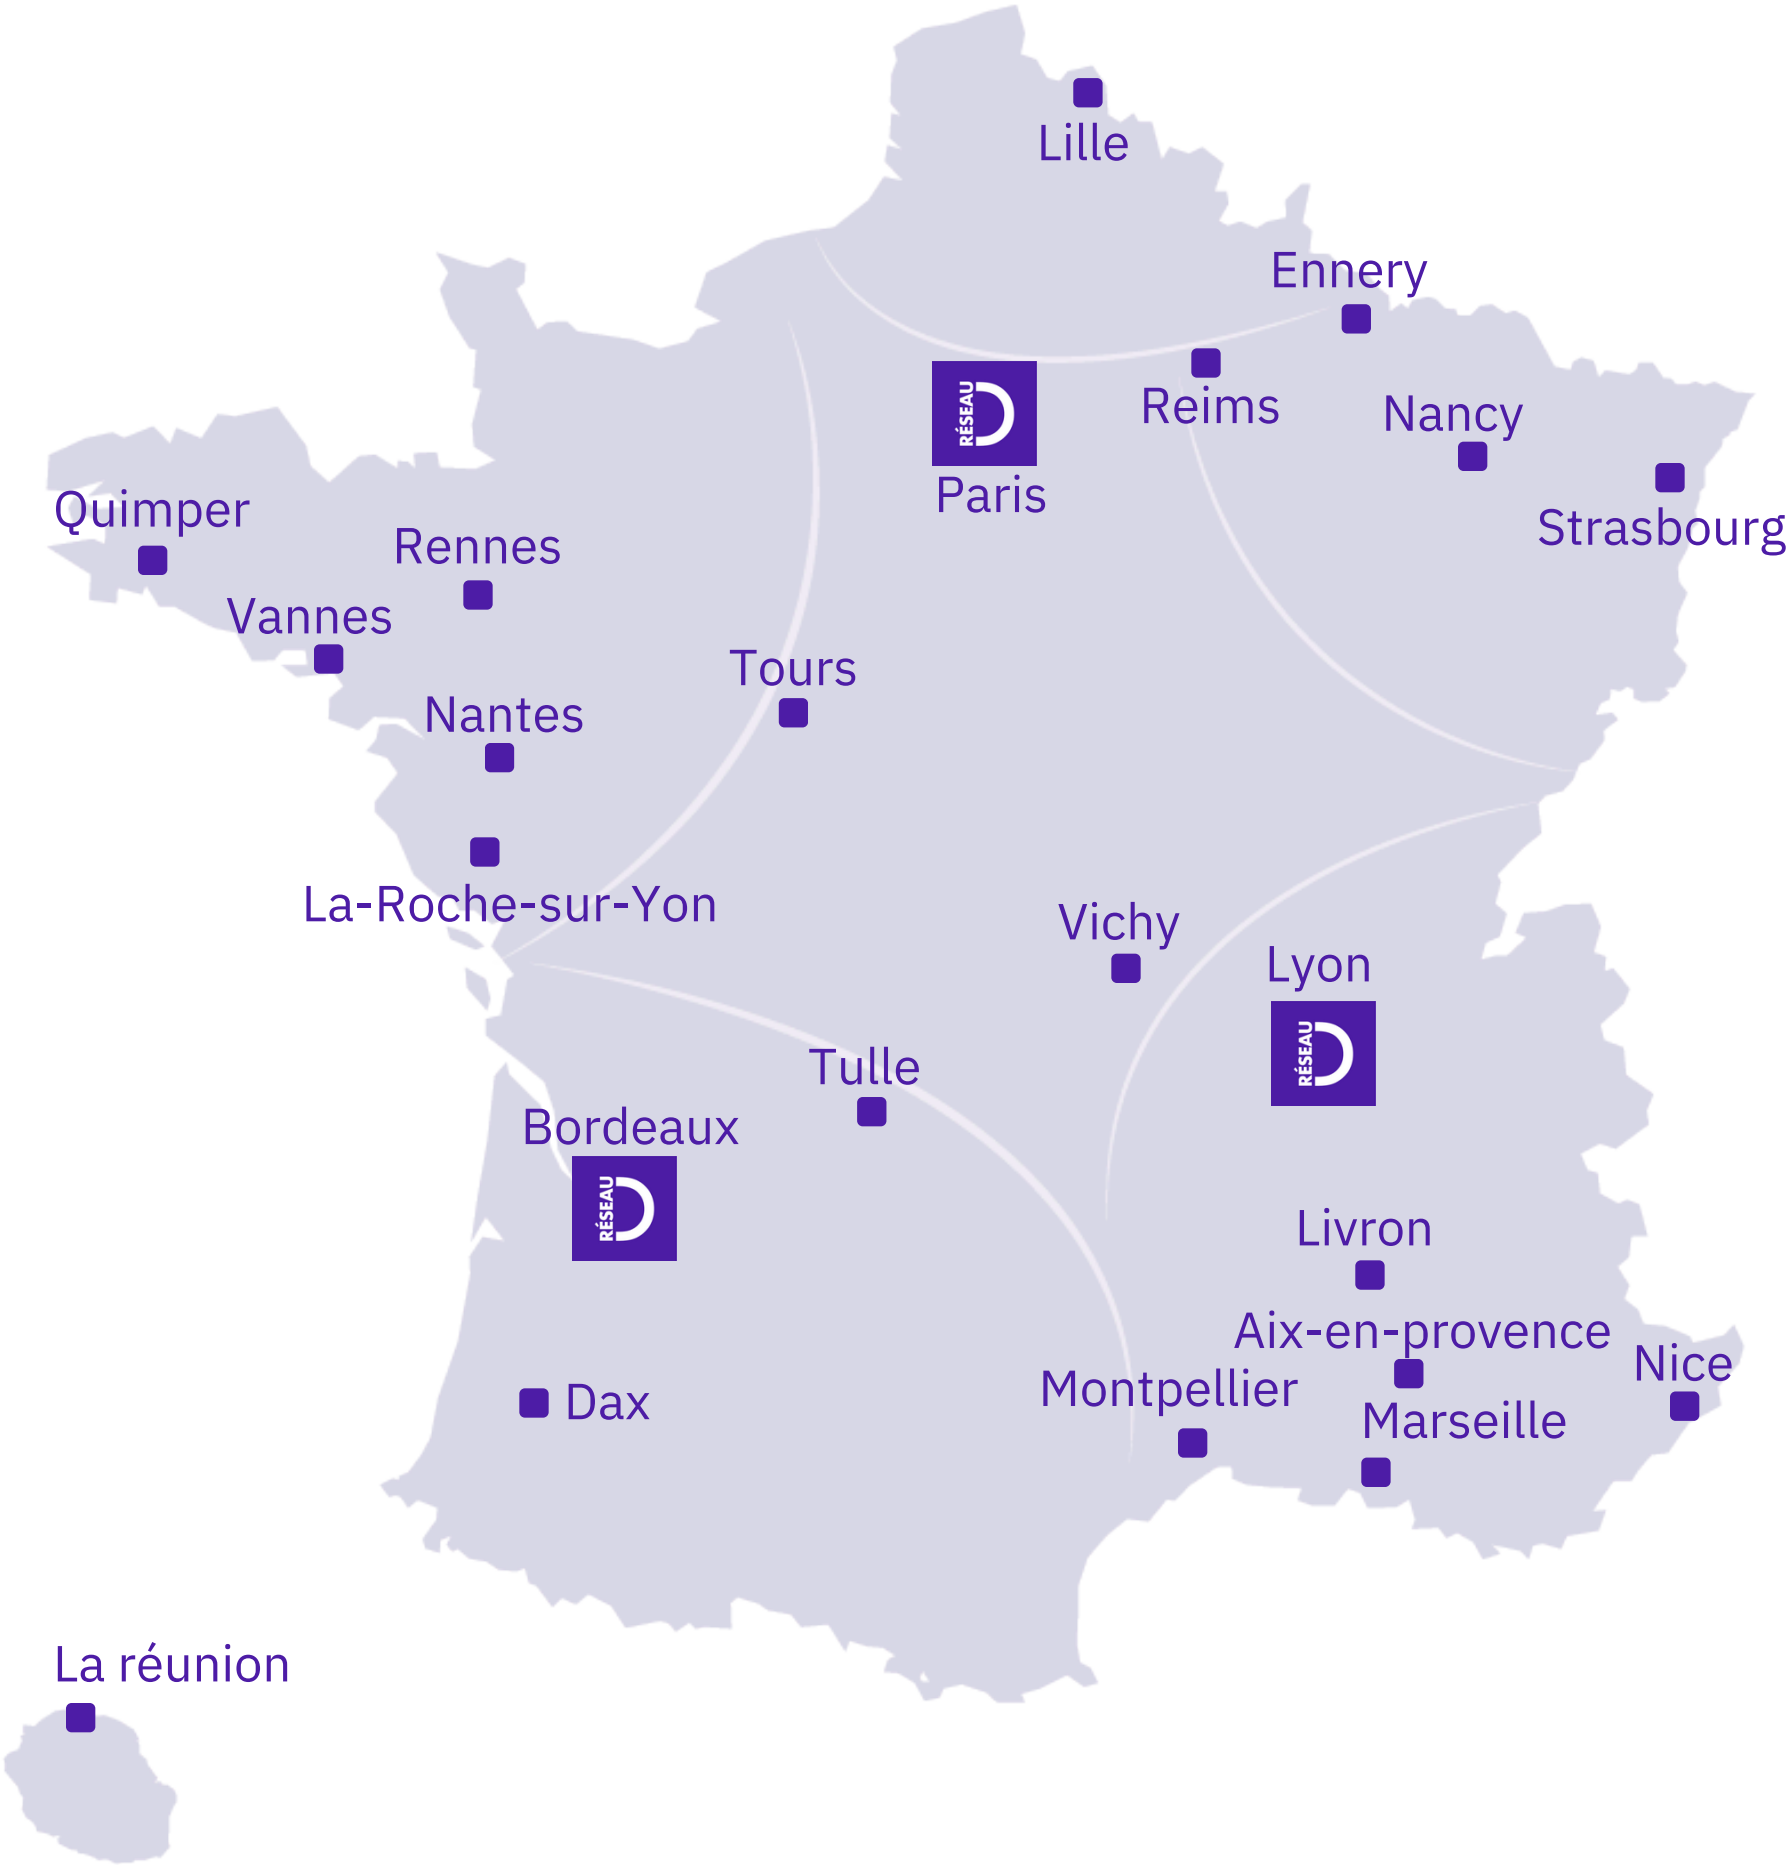 Lille
Ennery
RÉSEAU D
Reims
Nancy
Paris
Quimper
Strasbourg
Rennes
Vannes
Tours
Nantes
La-Roche-sur-Yon
Vichy
Lyon
RÉSEAU D
Tulle
Bordeaux
RÉSEAU D
Livron
Aix-en-provence
Nice
Montpellier
Dax
Marseille
La réunion